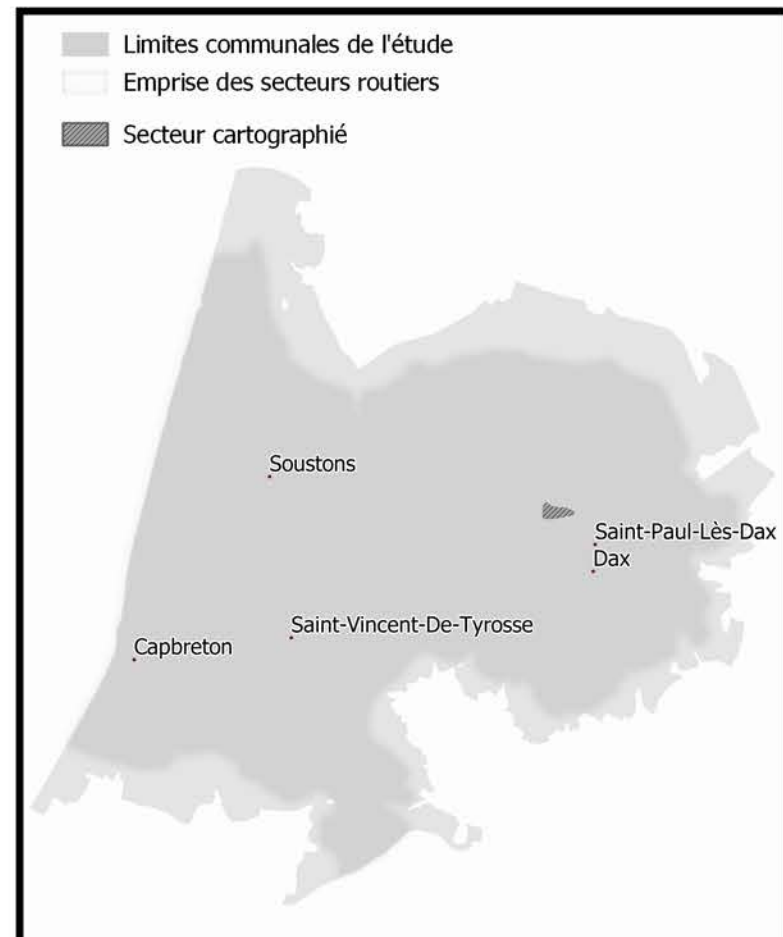 Limites communales de l'étude
Emprise des secteurs routiers
Secteur cartographié
Soustons
Saint-Paul-Lès-Dax
Dax
Saint-Vincent-De-Tyrosse
Capbreton